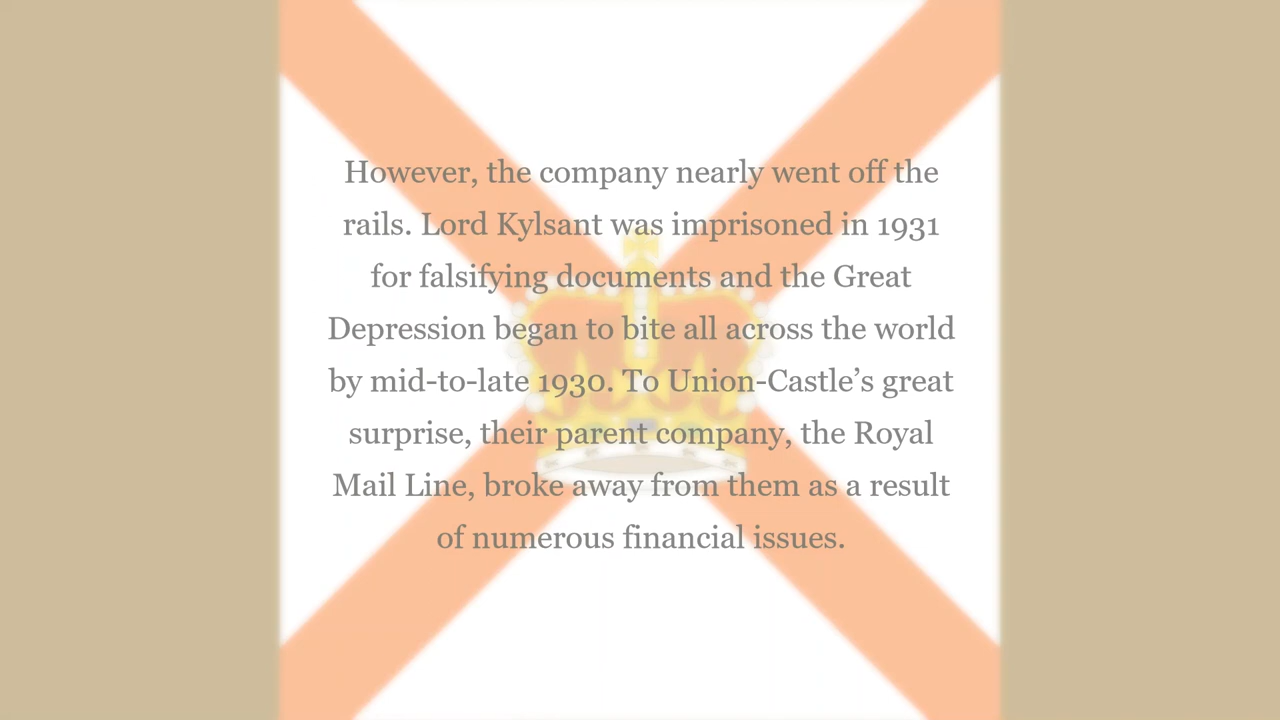 However, the company nearly went off the
rails. Lord Kylsant was imprisoned in 1931
for falsifying documents and the Great
Depression began to bite all across the world
by mid-to-late 1930. To Union-Castle’s great
surprise, their parent company, the Royal
Mail Line, broke away from them as a result
of numerous financial issues.